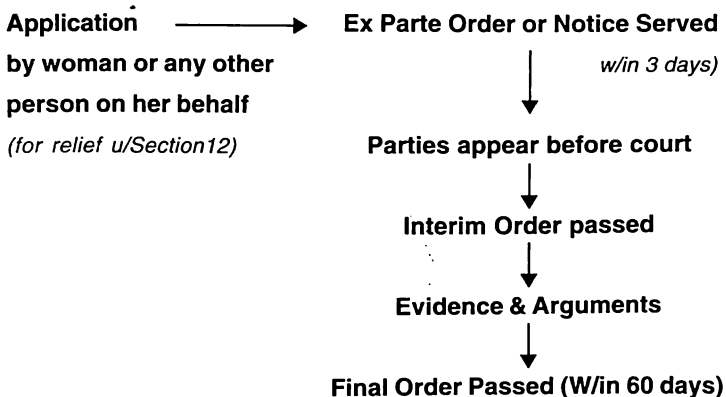 Application
by woman or any other
person on her behalf
(for relief u/Section12)
Ex Parte Order or Notice Served
w/in 3 days)
Parties appear before court
Interim Order passed
Evidence & Arguments
Final Order Passed (W/in 60 days)